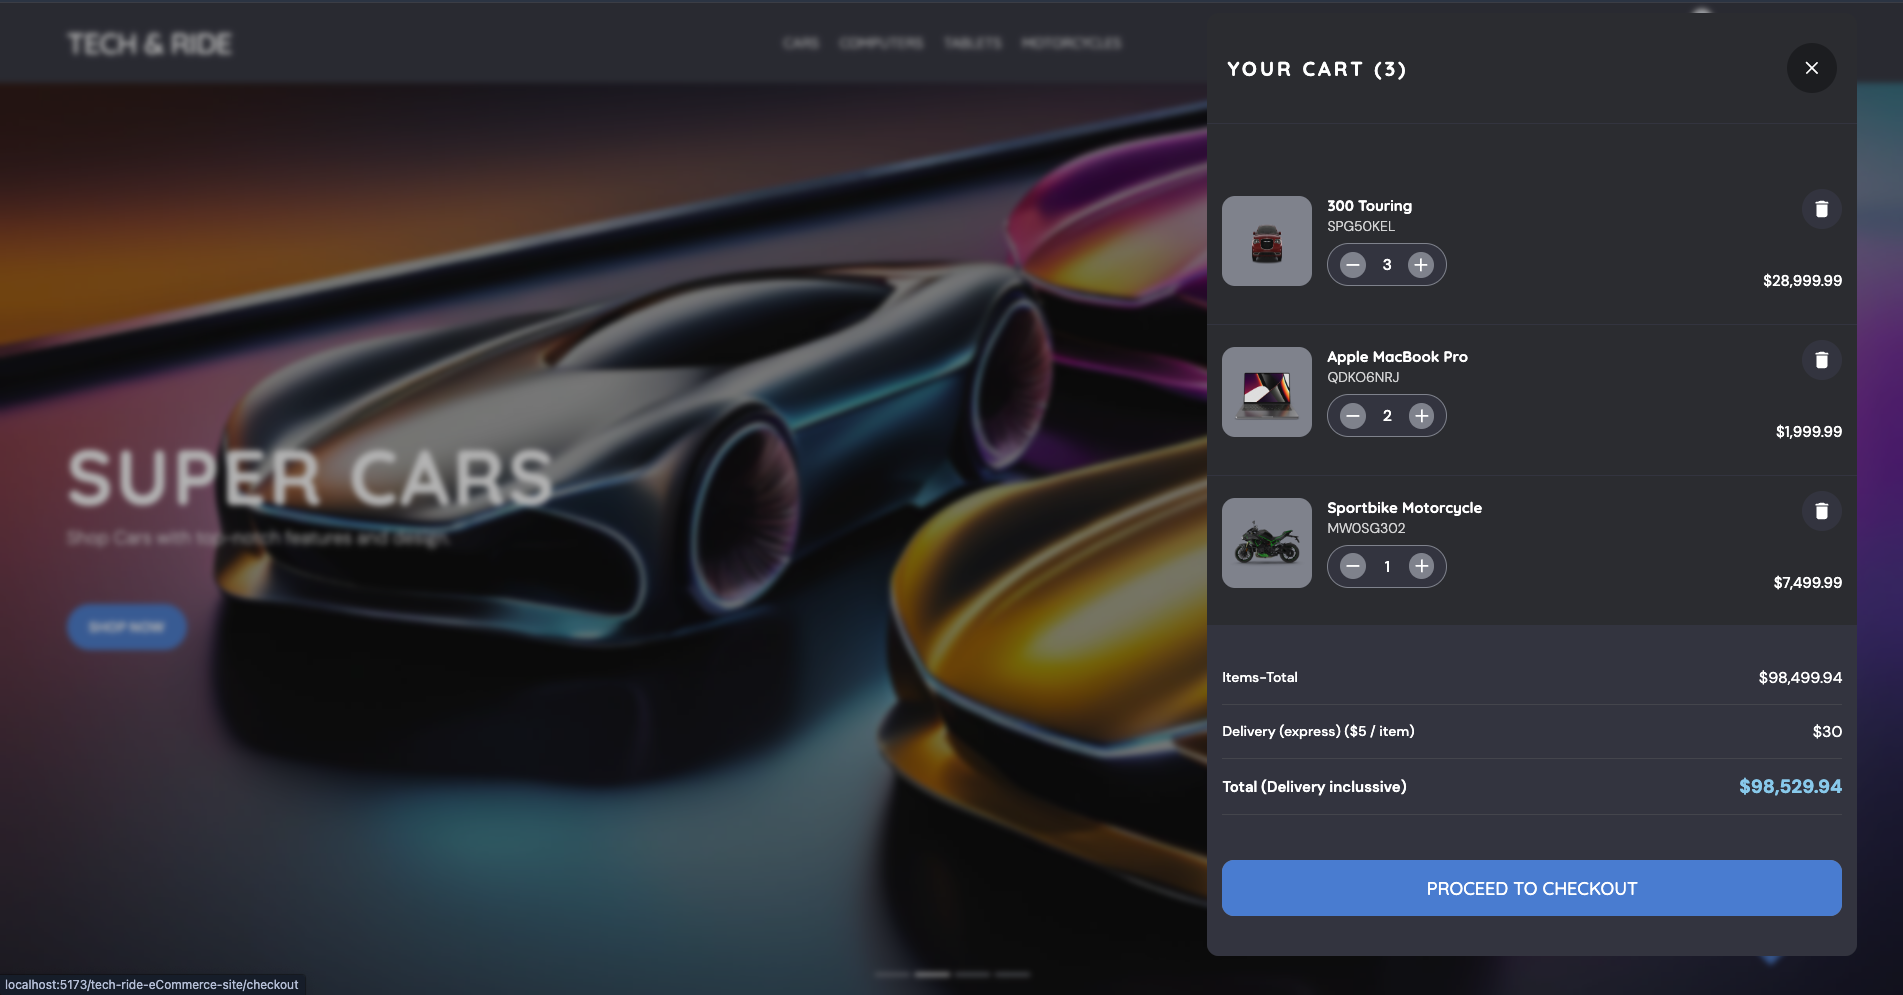 TECH & RIDE
CARS COMPUTERS TABLETS MOTORCYCLES
YOUR CART (3)
300 Touring
SPG50KEL
3
$28,999.99
Apple MacBook Pro
QDKO6NRJ
2
$1,999.99
Sportbike Motorcycle
MW0SG302
1
$7,499.99
Items-Total $98,499.94
Delivery (express) ($5 / item) $30
Total (Delivery inclussive) $98,529.94
PROCEED TO CHECKOUT
SUPER CARS
Shop Cars with top-notch features and design,
SHOP NOW
localhost:5173/tech-ride-eCommerce-site/checkout